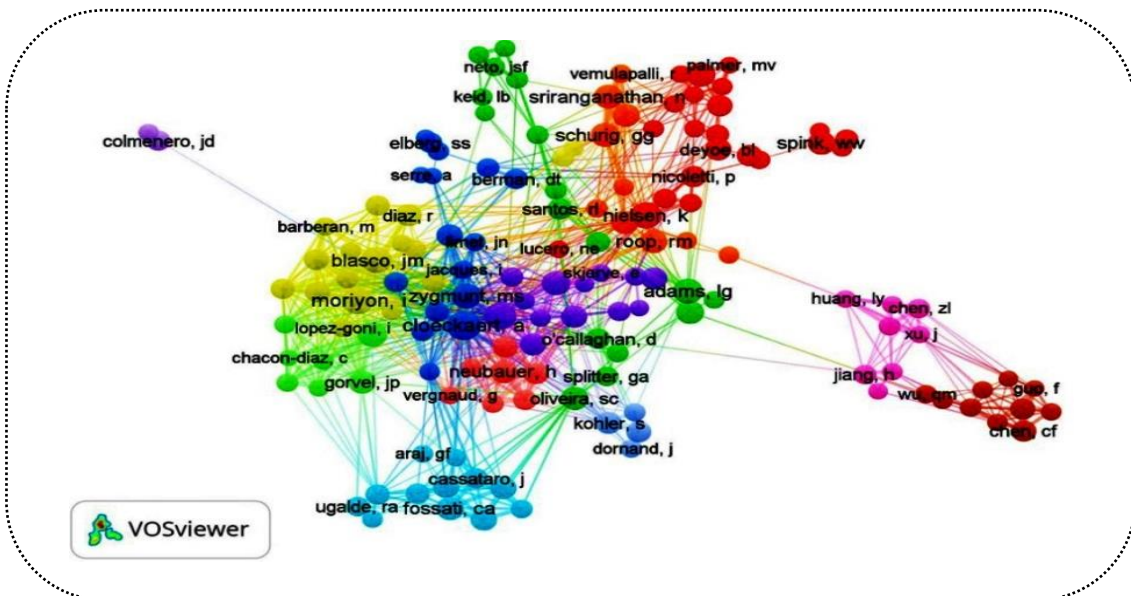 neto, jsf
vemulapalli, r
palmer, mv
keid, lb
sriranganathan, n
colmenero, jd
elberg, ss
schurig, gg
deyoe, bl
spink, ww
serre, a
berman, dt
nicoletti, p
barberan, m
diaz, r
santos, rl
nielsen, k
lucero, ne
roop, rm
blasco, jm
jacques, i
adams, lg
moriyon, i
zygmunt, ms
huang, ly
chen, zl
lopez-goni, i
cloeckaert, a
o'callaghan, d
xu, j
chacon-diaz, c
gorvel, jp
neubauer, h
splitter, ga
jiang, h
wu, qm
guo, f
vergnaud, g
oliveira, sc
kohler, s
chen, cf
dornand, j
araj, gf
cassataro, j
ugalde, ra
fossati, ca
VOSviewer